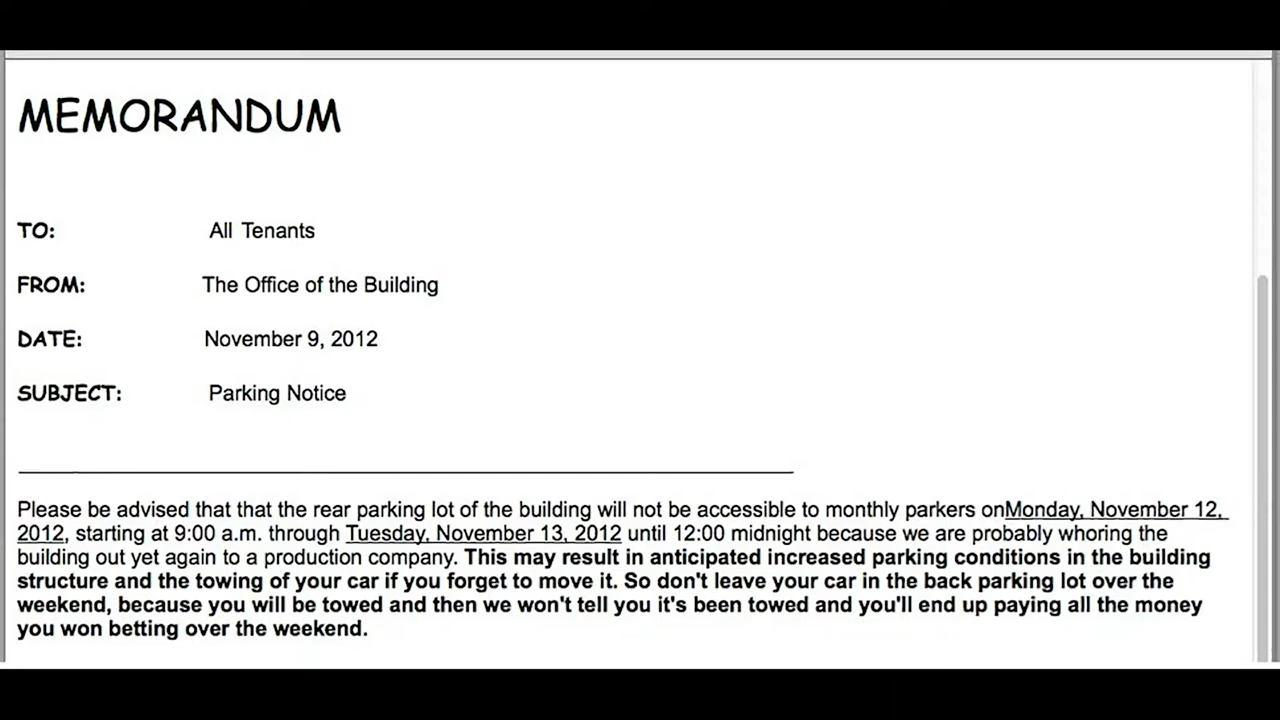 MEMORANDUM
TO: All Tenants
FROM: The Office of the Building
DATE: November 9, 2012
SUBJECT: Parking Notice
Please be advised that that the rear parking lot of the building will not be accessible to monthly parkers onMonday, November 12,
2012, starting at 9:00 a.m. through Tuesday, November 13, 2012 until 12:00 midnight because we are probably whoring the
building out yet again to a production company. This may result in anticipated increased parking conditions in the building
structure and the towing of your car if you forget to move it. So don't leave your car in the back parking lot over the
weekend, because you will be towed and then we won't tell you it's been towed and you'll end up paying all the money
you won betting over the weekend.